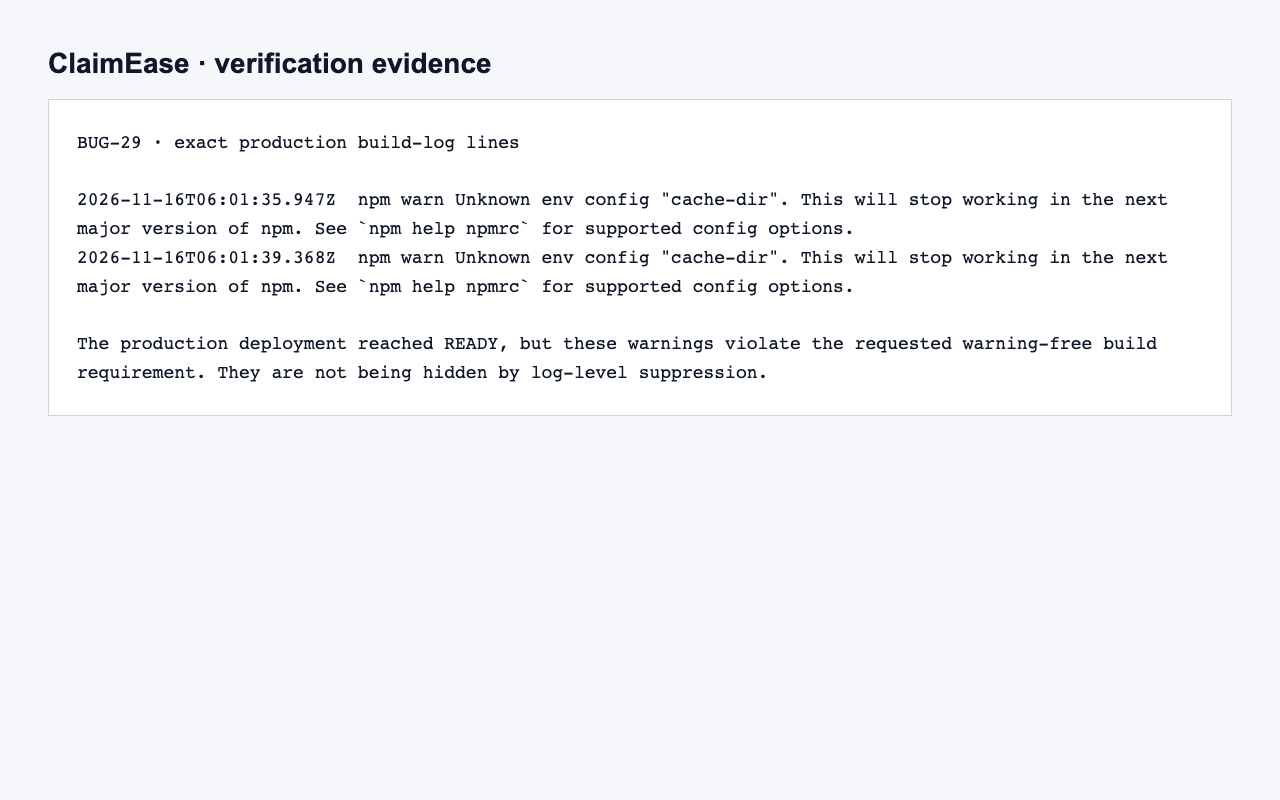 ClaimEase · verification evidence
BUG-29 · exact production build-log lines
2026-11-16T06:01:35.947Z  npm warn Unknown env config "cache-dir". This will stop working in the next
major version of npm. See `npm help npmrc` for supported config options.
2026-11-16T06:01:39.368Z  npm warn Unknown env config "cache-dir". This will stop working in the next
major version of npm. See `npm help npmrc` for supported config options.
The production deployment reached READY, but these warnings violate the requested warning-free build
requirement. They are not being hidden by log-level suppression.